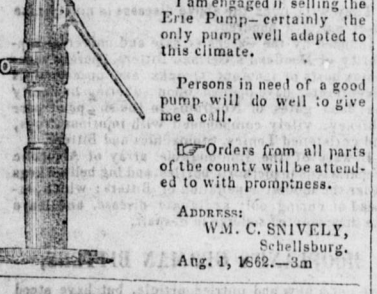 I am engaged in selling the
Erie Pump—certainly the
only pump well adapted to
this climate.
Persons in need of a good
pump will do well to give
me a call.
☞Orders from all parts
of the county will be attend-
ed to with promptness.
ADDRESS:
WM. C. SNIVELY,
Schellsburg.
Aug. 1, 1862.—3m